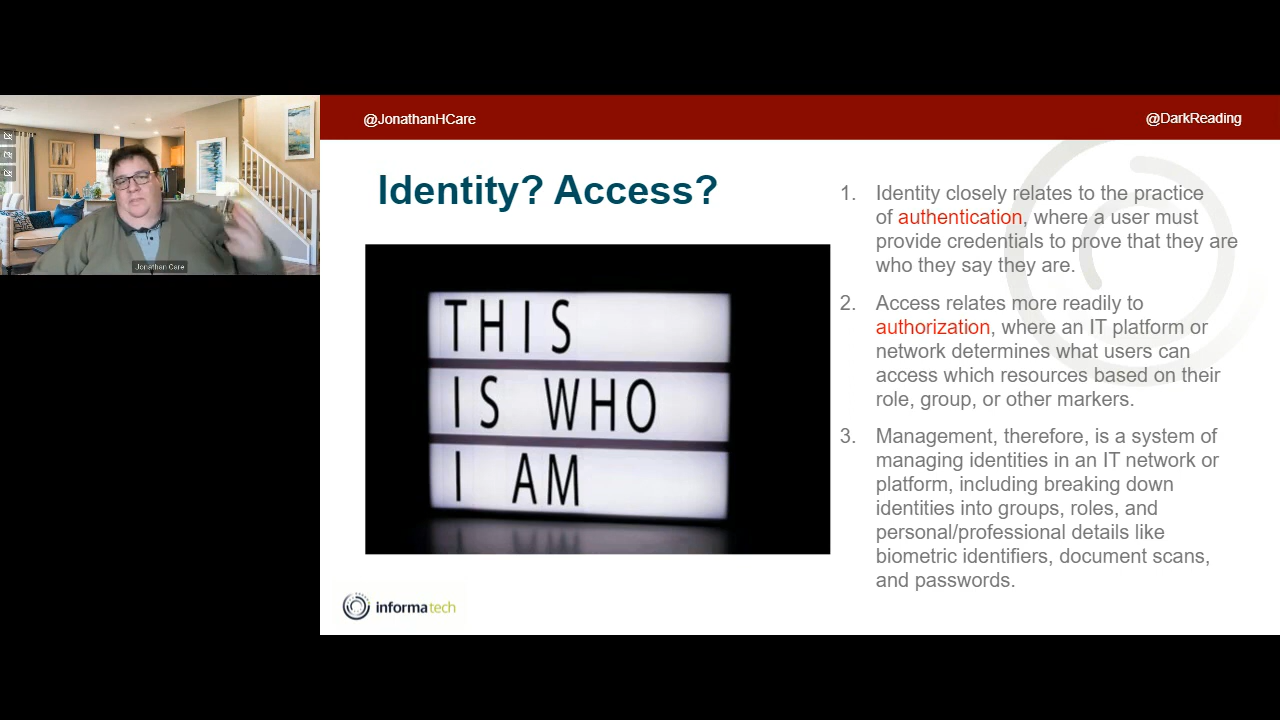 @JonathanHCare
@DarkReading
Identity? Access?
THIS
IS WHO
I AM
1. Identity closely relates to the practice
of authentication, where a user must
provide credentials to prove that they are
who they say they are.
2. Access relates more readily to
authorization, where an IT platform or
network determines what users can
access which resources based on their
role, group, or other markers.
3. Management, therefore, is a system of
managing identities in an IT network or
platform, including breaking down
identities into groups, roles, and
personal/professional details like
biometric identifiers, document scans,
and passwords.
Jonathan Care
informa tech